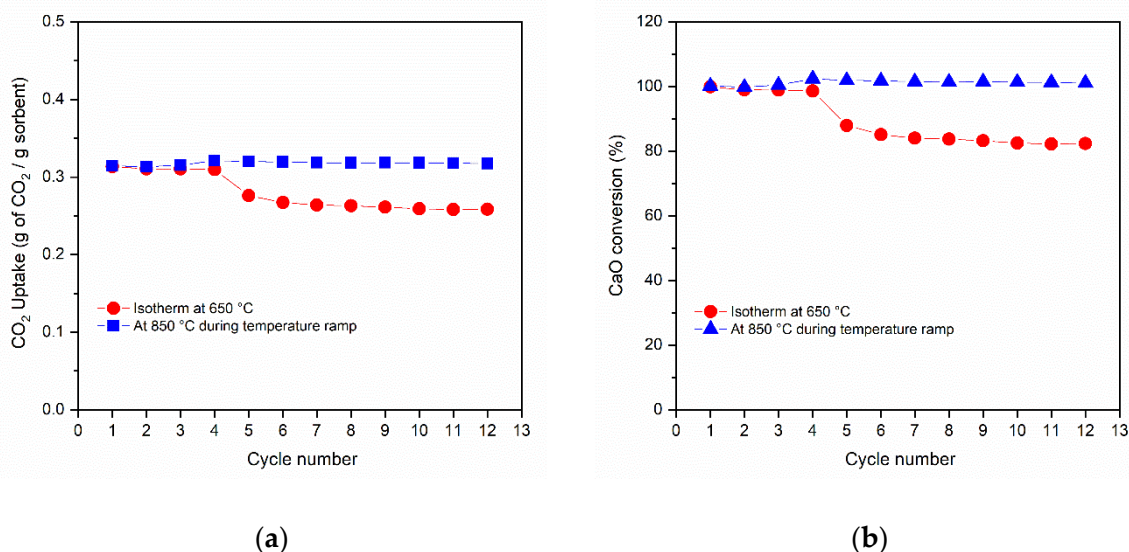 0.5
0.4
0.3
0.2
0.1
0.0
CO2 Uptake (g of CO2 / g sorbent)
Isotherm at 650 °C
At 850 °C during temperature ramp
0 1 2 3 4 5 6 7 8 9 10 11 12 13
Cycle number
(a)
120
100
80
60
40
20
0
CaO conversion (%)
Isotherm at 650 °C
At 850 °C during temperature ramp
0 1 2 3 4 5 6 7 8 9 10 11 12 13
Cycle number
(b)